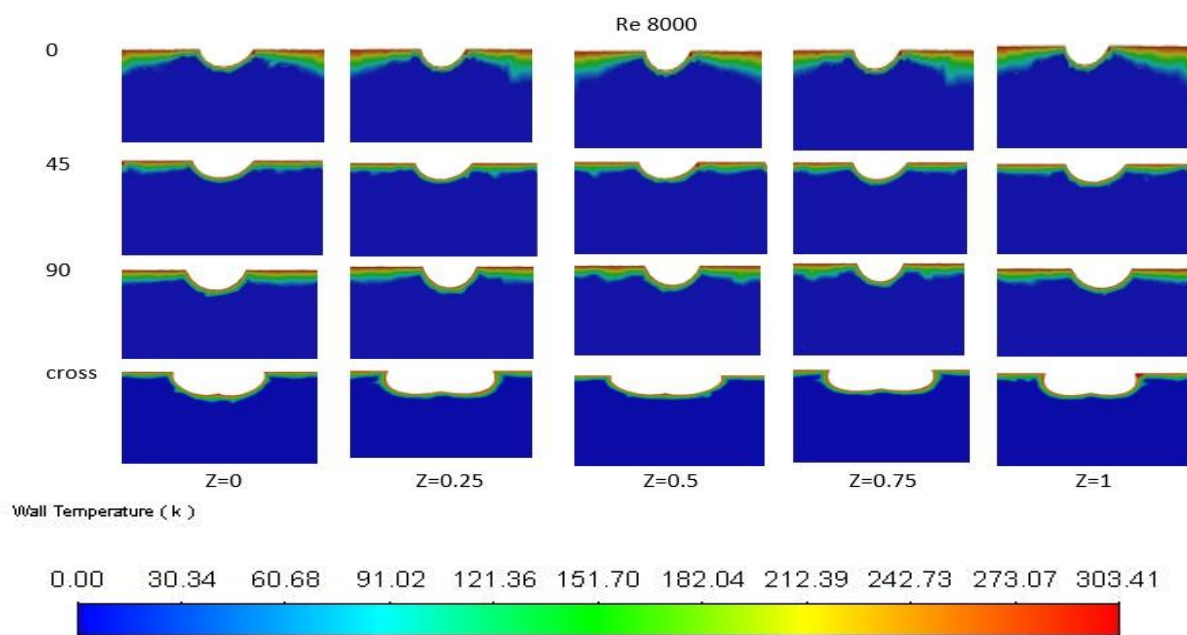 Re 8000
0
45
90
cross
Z=0 Z=0.25 Z=0.5 Z=0.75 Z=1
Wall Temperature ( k )
0.00 30.34 60.68 91.02 121.36 151.70 182.04 212.39 242.73 273.07 303.41